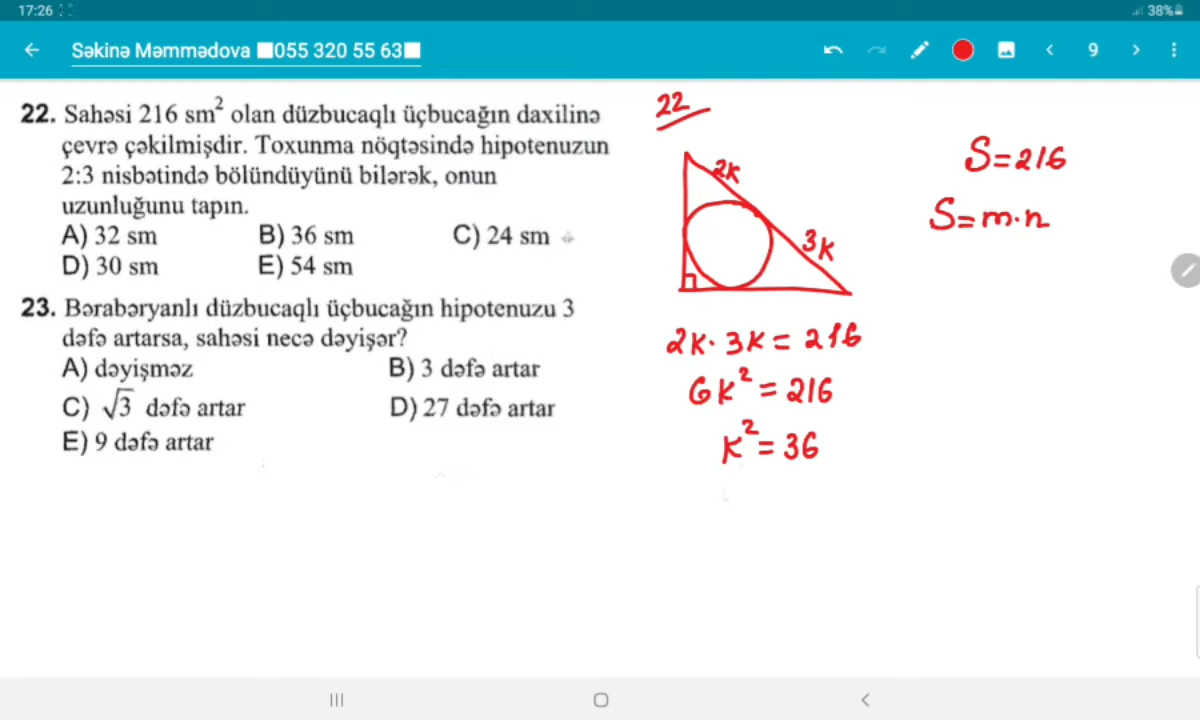 17:26
38%
Səkinə Məmmədova 055 320 55 63
9
22. Sahəsi 216 sm² olan düzbucaqlı üçbucağın daxilinə
çevrə çəkilmişdir. Toxunma nöqtəsində hipotenuzun
2:3 nisbətində bölündüyünü bilərək, onun
uzunluğunu tapın.
A) 32 sm B) 36 sm C) 24 sm
D) 30 sm E) 54 sm
23. Bərabəryanlı düzbucaqlı üçbucağın hipotenuzu 3
dəfə artarsa, sahəsi necə dəyişər?
A) dəyişməz B) 3 dəfə artar
C) √3 dəfə artar D) 27 dəfə artar
E) 9 dəfə artar
22
2k
3k
S=216
S=m·n
2k·3k=216
6k²=216
k²=36